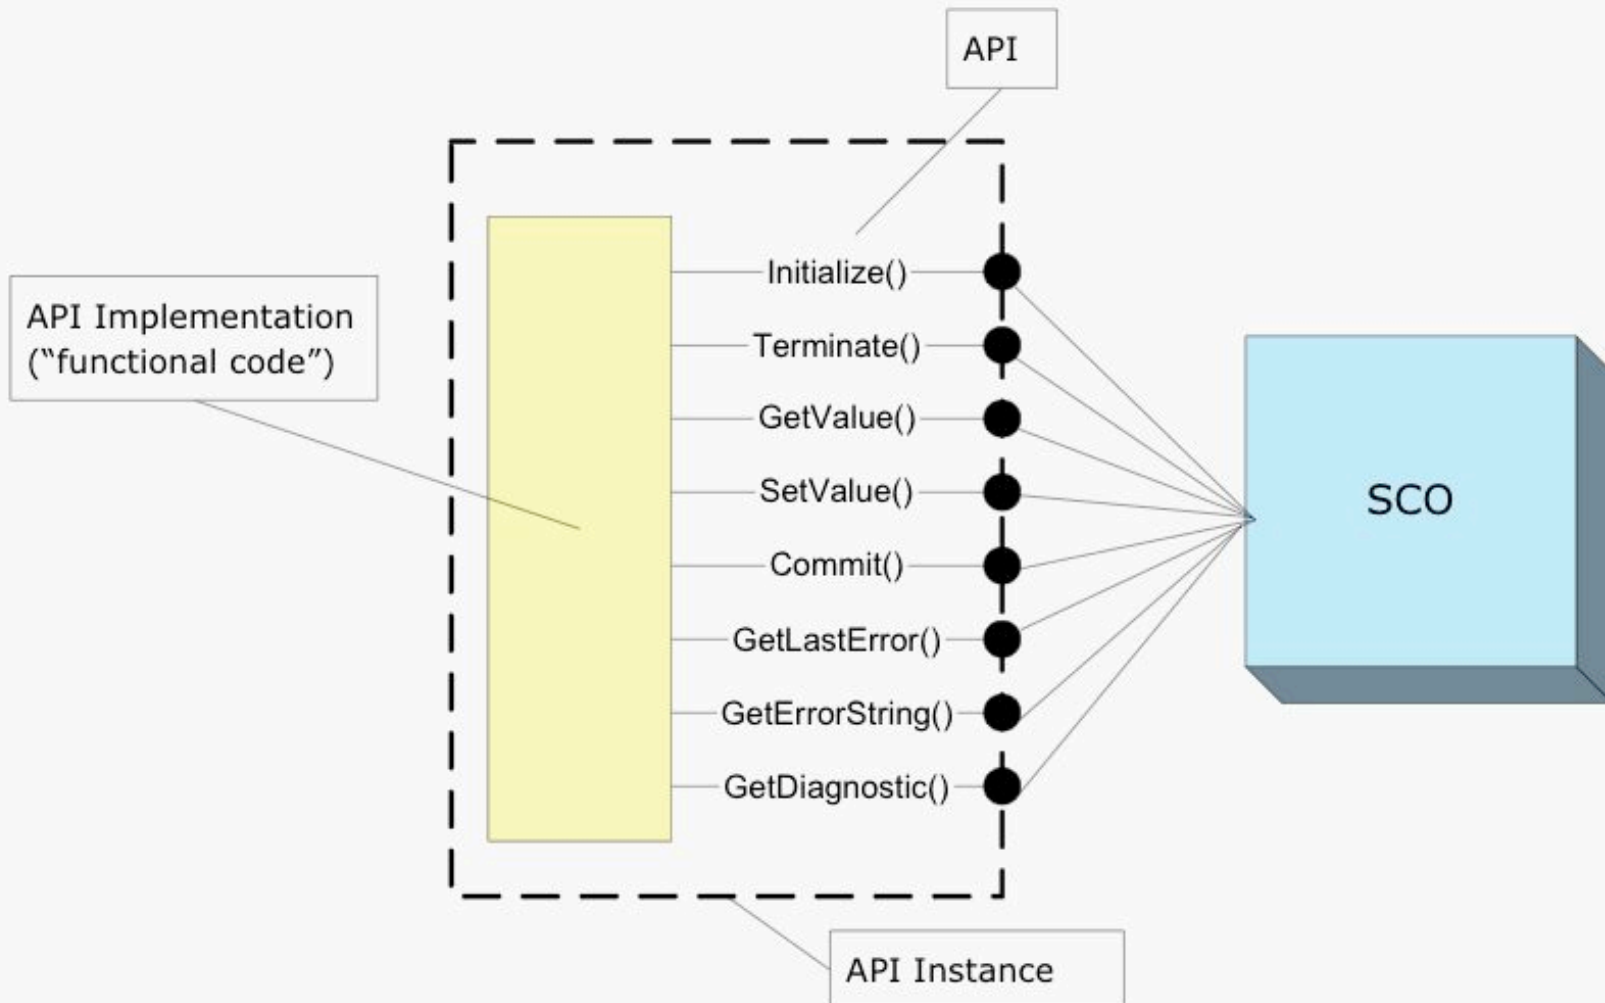 API
Initialize()
API Implementation
(“functional code”)
Terminate()
GetValue()
SetValue()
SCO
Commit()
GetLastError()
GetErrorString()
GetDiagnostic()
API Instance